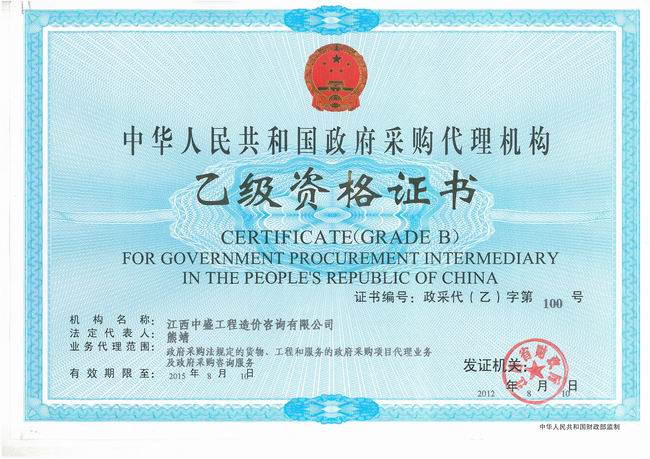 中华人民共和国政府采购代理机构
乙级资格证书
CERTIFICATE(GRADE B)
FOR GOVERNMENT PROCUREMENT INTERMEDIARY
IN THE PEOPLE'S REPUBLIC OF CHINA
证书编号：政采代（乙）字第 100 号
机构名称：江西中盛工程造价咨询有限公司
法定代表人：熊靖
业务代理范围：政府采购法规定的货物、工程和服务的政府采购项目代理业务
及政府采购咨询服务
有效期限至：2015 年 8 月 10 日
发证机关：
江西省财政厅
2012 年 8 月 10 日
中华人民共和国财政部监制